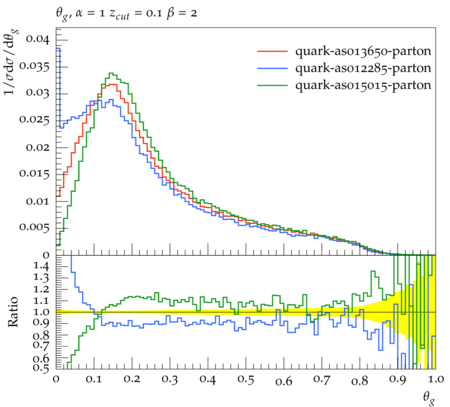 θg, α = 1 zcut = 0.1 β = 2
1/σdσ/dθg
0.04
0.035
0.03
0.025
0.02
0.015
0.01
0.005
0
quark-as013650-parton
quark-as012285-parton
quark-as015015-parton
Ratio
1.4
1.3
1.2
1.1
1.0
0.9
0.8
0.7
0.6
0.5
0 0.1 0.2 0.3 0.4 0.5 0.6 0.7 0.8 0.9 1.0
θg